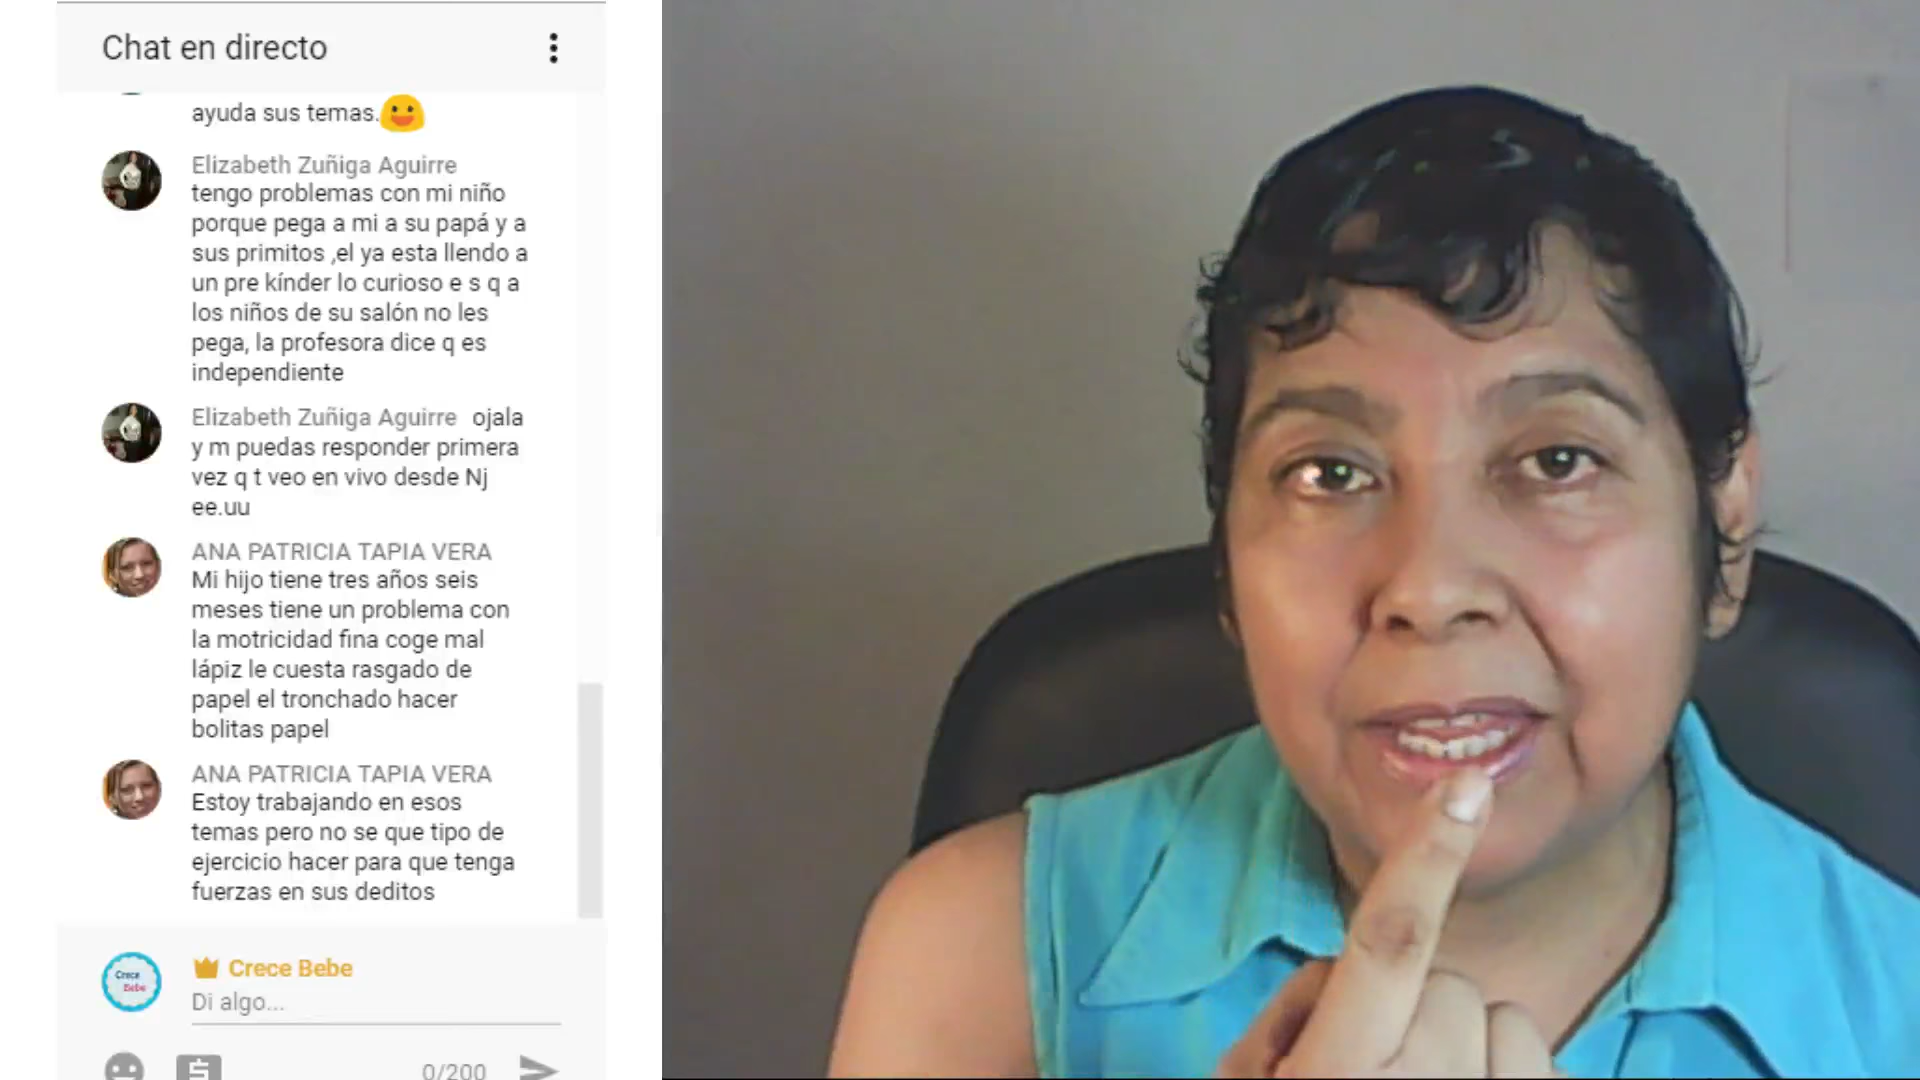 Chat en directo
ayuda sus temas.
Elizabeth Zuñiga Aguirre
tengo problemas con mi niño
porque pega a mi a su papá y a
sus primitos ,el ya esta llendo a
un pre kínder lo curioso e s q a
los niños de su salón no les
pega, la profesora dice q es
independiente
Elizabeth Zuñiga Aguirre ojala
y m puedas responder primera
vez q t veo en vivo desde Nj
ee.uu
ANA PATRICIA TAPIA VERA
Mi hijo tiene tres años seis
meses tiene un problema con
la motricidad fina coge mal
lápiz le cuesta rasgado de
papel el tronchado hacer
bolitas papel
ANA PATRICIA TAPIA VERA
Estoy trabajando en esos
temas pero no se que tipo de
ejercicio hacer para que tenga
fuerzas en sus deditos
Crece
Bebe
Crece Bebe
Di algo...
0/200